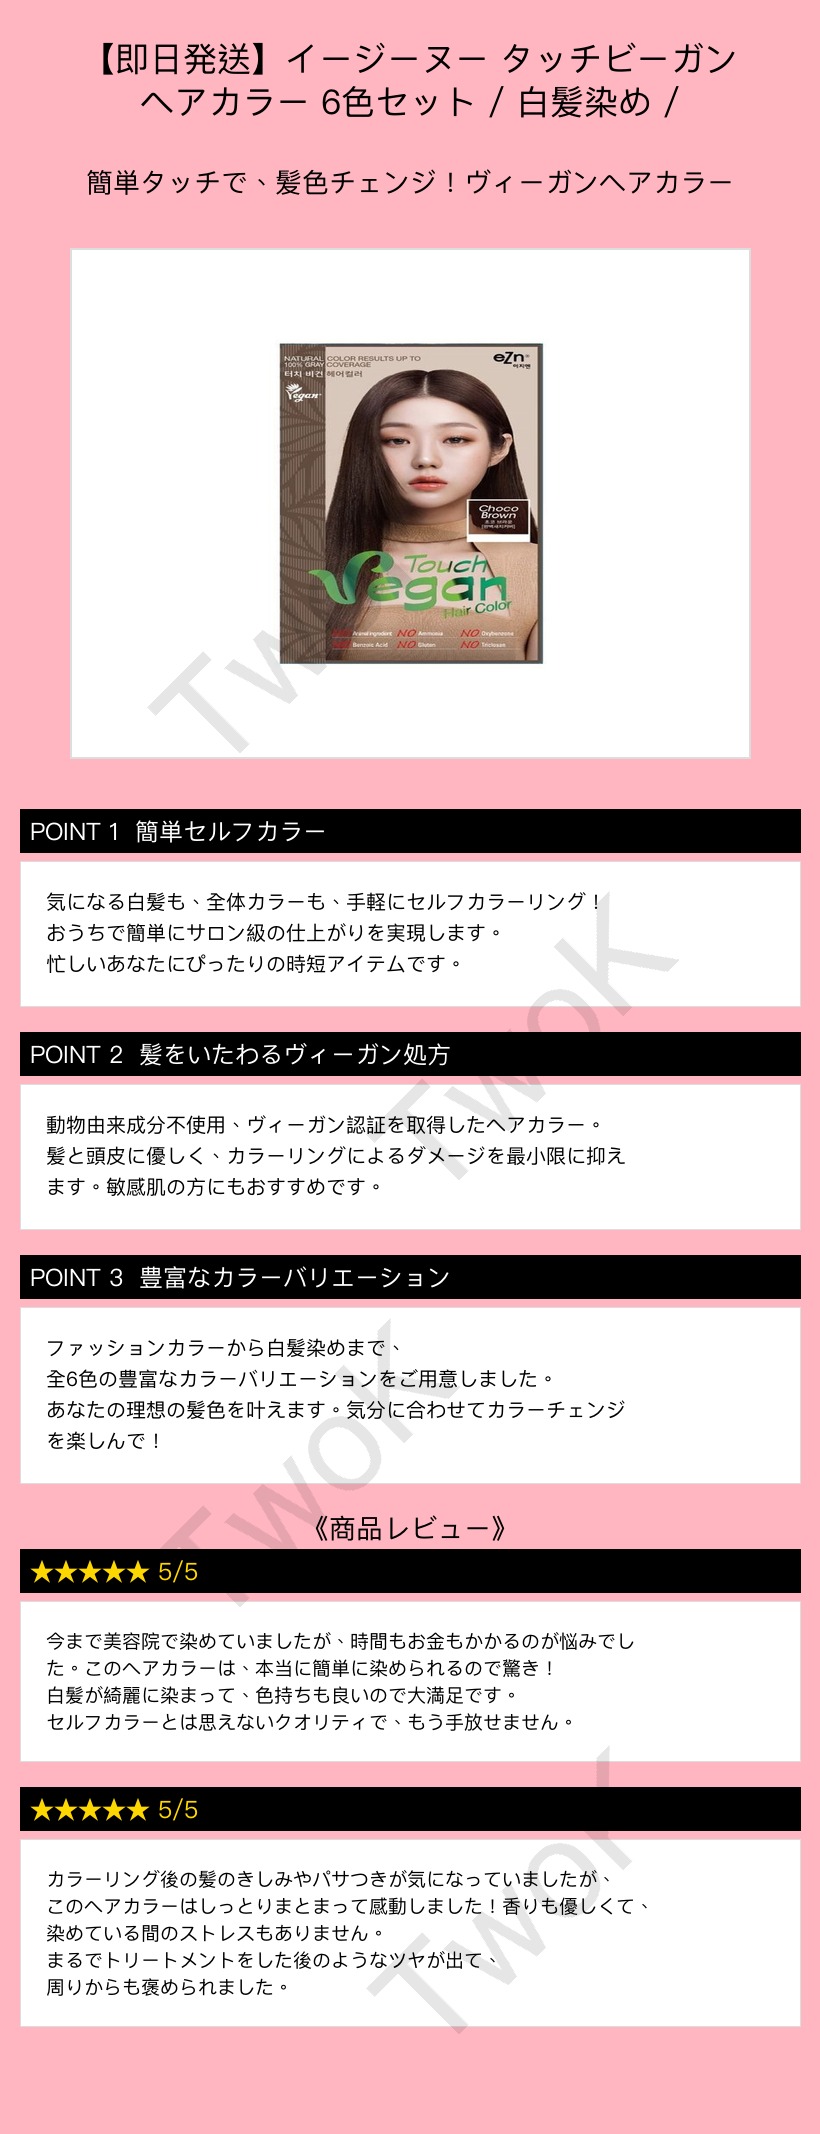 【即日発送】イージーヌー タッチビーガン
ヘアカラー 6色セット / 白髪染め /
簡単タッチで、髪色チェンジ！ヴィーガンヘアカラー
NATURAL COLOR RESULTS UP TO
100% GRAY COVERAGE
터치 비건 헤어컬러
Vegan
eZn
이지엔
Choco
Brown
초코 브라운
Touch
Vegan
Hair Color
NO Ammonia NO Oxybenzone
Benzoic Acid NO Gluten NO Triclosan
TwoK
POINT 1 簡単セルフカラー
気になる白髪も、全体カラーも、手軽にセルフカラーリング！
おうちで簡単にサロン級の仕上がりを実現します。
忙しいあなたにぴったりの時短アイテムです。
TwoK
POINT 2 髪をいたわるヴィーガン処方
動物由来成分不使用、ヴィーガン認証を取得したヘアカラー。
髪と頭皮に優しく、カラーリングによるダメージを最小限に抑え
ます。敏感肌の方にもおすすめです。
POINT 3 豊富なカラーバリエーション
ファッションカラーから白髪染めまで、
全6色の豊富なカラーバリエーションをご用意しました。
あなたの理想の髪色を叶えます。気分に合わせてカラーチェンジ
を楽しんで！
TwoK
《商品レビュー》
★★★★★ 5/5
今まで美容院で染めていましたが、時間もお金もかかるのが悩みでし
た。このヘアカラーは、本当に簡単に染められるので驚き！
白髪が綺麗に染まって、色持ちも良いので大満足です。
セルフカラーとは思えないクオリティで、もう手放せません。
★★★★★ 5/5
カラーリング後の髪のきしみやパサつきが気になっていましたが、
このヘアカラーはしっとりまとまって感動しました！香りも優しくて、
染めている間のストレスもありません。
まるでトリートメントをした後のようなツヤが出て、
周りからも褒められました。
TwoK